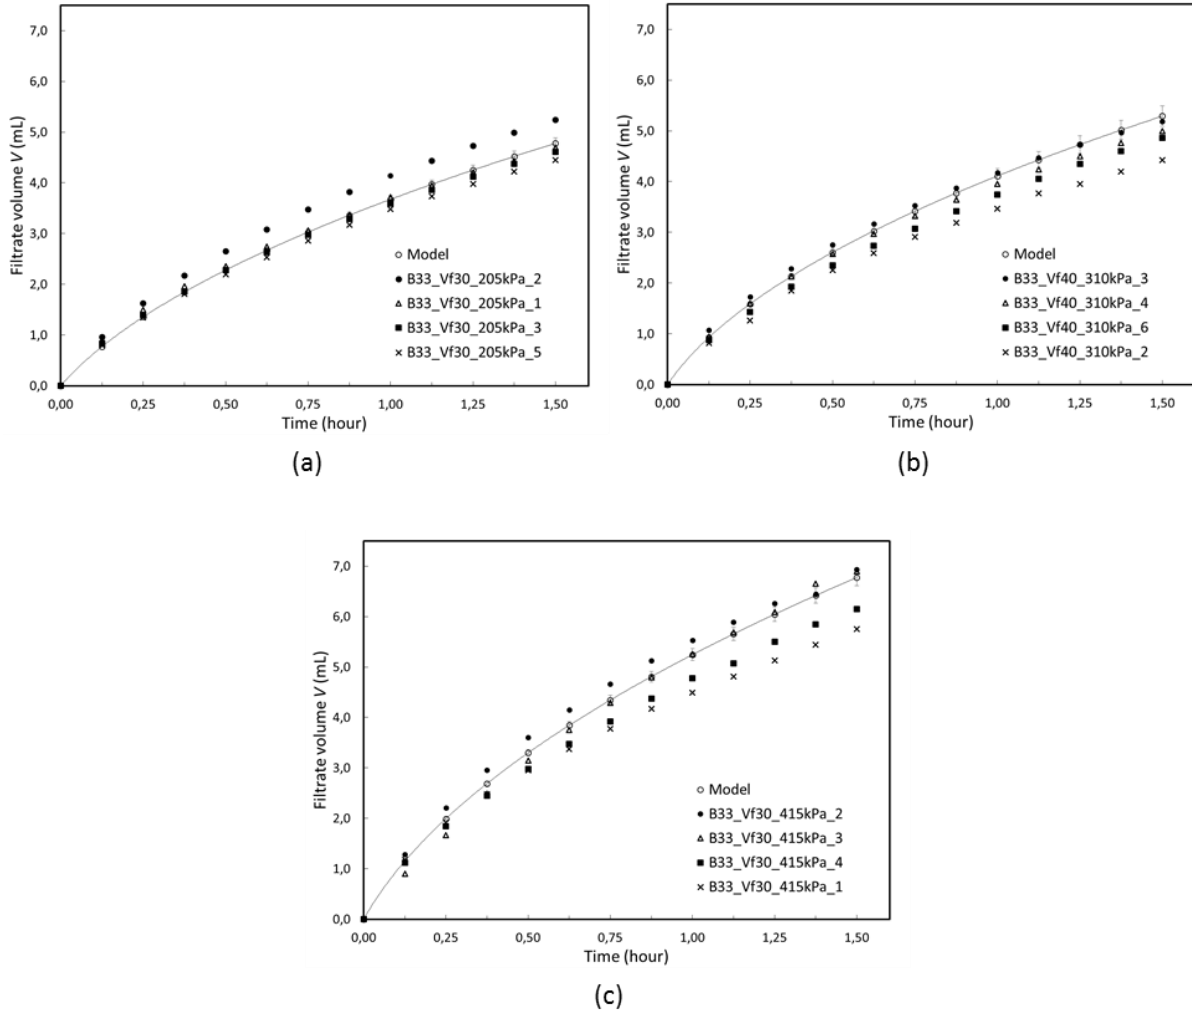 7,0
6,0
5,0
4,0
3,0
2,0
1,0
0,0
Filtrate volume V (mL)
Model
B33_Vf30_205kPa_2
B33_Vf30_205kPa_1
B33_Vf30_205kPa_3
B33_Vf30_205kPa_5
0,00 0,25 0,50 0,75 1,00 1,25 1,50
Time (hour)
(a)
7,0
6,0
5,0
4,0
3,0
2,0
1,0
0,0
Filtrate volume V (mL)
Model
B33_Vf40_310kPa_3
B33_Vf40_310kPa_4
B33_Vf40_310kPa_6
B33_Vf40_310kPa_2
0,00 0,25 0,50 0,75 1,00 1,25 1,50
Time (hour)
(b)
7,0
6,0
5,0
4,0
3,0
2,0
1,0
0,0
Filtrate volume V (mL)
Model
B33_Vf30_415kPa_2
B33_Vf30_415kPa_3
B33_Vf30_415kPa_4
B33_Vf30_415kPa_1
0,00 0,25 0,50 0,75 1,00 1,25 1,50
Time (hour)
(c)